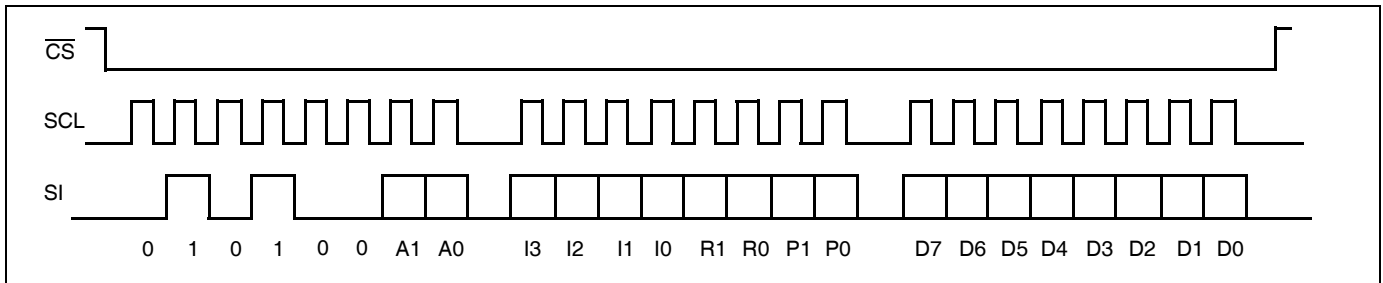 CS
SCL
SI
0 1 0 1 0 0 A1 A0 I3 I2 I1 I0 R1 R0 P1 P0 D7 D6 D5 D4 D3 D2 D1 D0